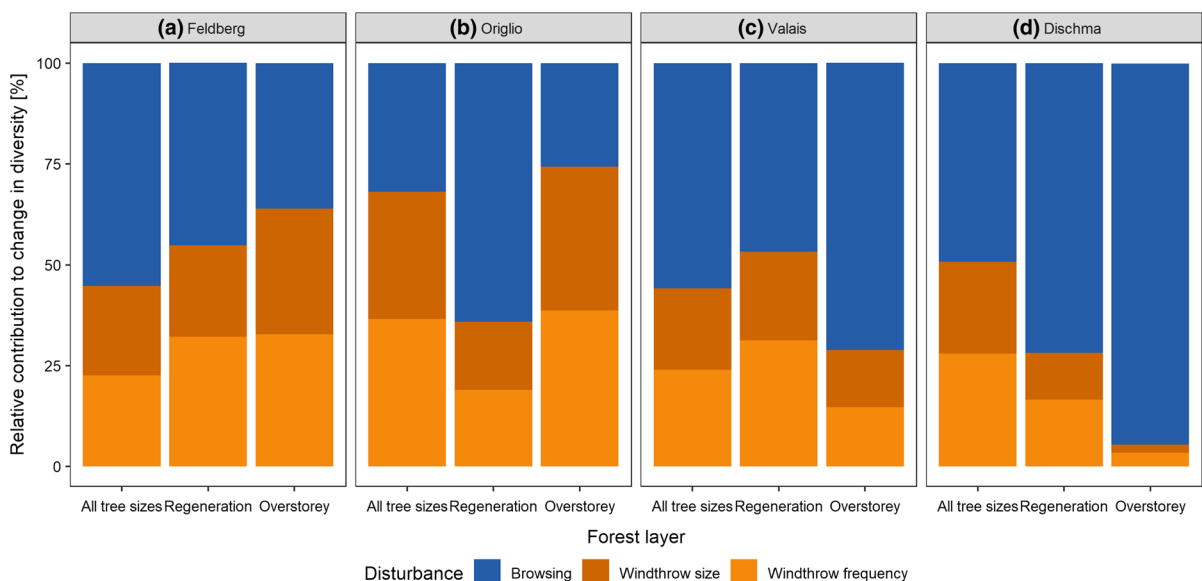 (a) Feldberg
(b) Origlio
(c) Valais
(d) Dischma
Relative contribution to change in diversity [%]
100
75
50
25
0
All tree sizes Regeneration Overstorey
All tree sizes Regeneration Overstorey
All tree sizes Regeneration Overstorey
All tree sizes Regeneration Overstorey
Forest layer
Disturbance Browsing Windthrow size Windthrow frequency